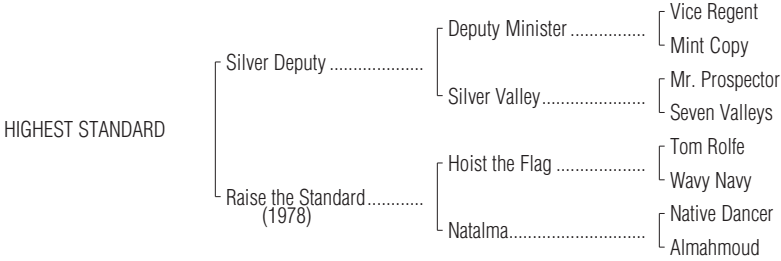 Vice Regent
Deputy Minister ................
Mint Copy
Silver Deputy ....................
Mr. Prospector
Silver Valley......................
Seven Valleys
HIGHEST STANDARD
Tom Rolfe
Hoist the Flag ...................
Wavy Navy
Raise the Standard............
(1978)
Native Dancer
Natalma.............................
Almahmoud